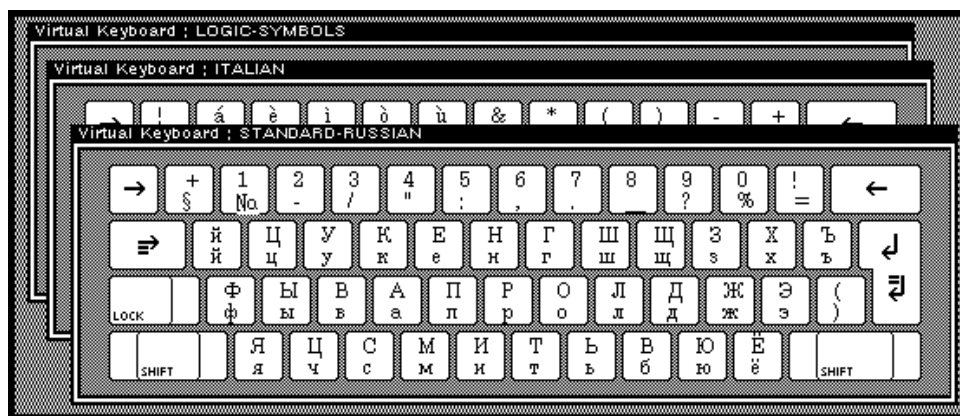 Virtual Keyboard ; LOGIC-SYMBOLS
Virtual Keyboard ; ITALIAN
→ ! á è ì ò ù & * ( ) - + ←
Virtual Keyboard ; STANDARD-RUSSIAN
→ + 1 2 3 4 5 6 7 8 9 0 ! ←
§ № - / " : , . _ ? % =
Й Ц У К Е Н Г Ш Щ З Х Ъ
й ц у к е н г ш щ з х ъ
Ф Ы В А П Р О Л Д Ж Э (
LOCK ф ы в а п р о л д ж э )
Я Ц С М И Т Ь В Ю Ё
SHIFT я ч с м и т ь б ю ё SHIFT